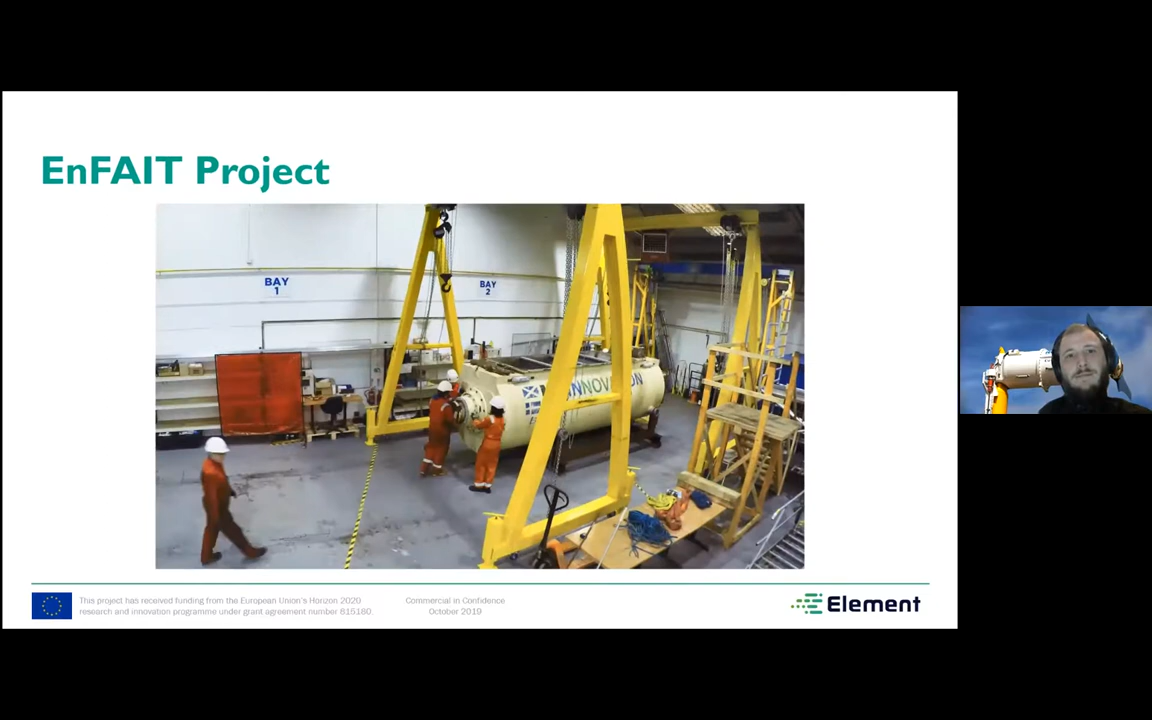 EnFAIT Project
BAY
1
BAY
2
This project has received funding from the European Union's Horizon 2020
research and innovation programme under grant agreement number 815180.
Commercial in Confidence
October 2019
Element